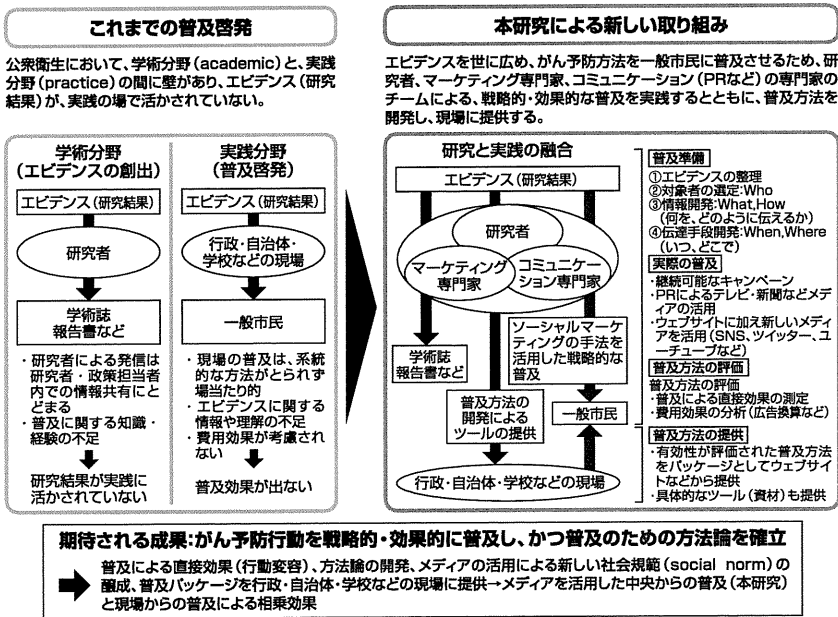 これまでの普及啓発
公衆衛生において、学術分野(academic)と、実践
分野(practice)の間に壁があり、エビデンス(研究
結果)が、実践の場で活かされていない。
学術分野
(エビデンスの創出)
エビデンス(研究結果)
研究者
学術誌
報告書など
・研究者による発信は
研究者・政策担当者
内での情報共有にと
どまる
・普及に関する知識・
経験の不足
研究結果が実践に
活かされていない
実践分野
(普及啓発)
エビデンス(研究結果)
行政・自治体・
学校などの現場
一般市民
・現場の普及は、系統
的な方法がとられず
場当たり的
・エビデンスに関する
情報や理解の不足
・費用効果が考慮され
ない
普及効果が出ない
本研究による新しい取り組み
エビデンスを世に広め、がん予防方法を一般市民に普及させるため、研
究者、マーケティング専門家、コミュニケーション(PRなど)の専門家の
チームによる、戦略的・効果的な普及を実践するとともに、普及方法を
開発し、現場に提供する。
研究と実践の融合
エビデンス(研究結果)
研究者
マーケティング
専門家
コミュニケー
ション専門家
学術誌
報告書など
ソーシャルマーケ
ティングの手法を
活用した戦略的な
普及
普及方法の
開発による
ツールの提供
一般市民
行政・自治体・学校などの現場
普及準備
①エビデンスの整理
②対象者の選定:Who
③情報開発:What,How
(何を、どのように伝えるか)
④伝達手段開発:When,Where
(いつ、どこで)
実際の普及
・継続可能なキャンペーン
・PRによるテレビ・新聞などメデ
ィアの活用
・ウェブサイトに加え新しいメディ
アを活用(SNS、ツイッター、ユ
ーチューブなど)
普及方法の評価
普及方法の評価
・普及による直接効果の測定
・費用効果の分析(広告換算など)
普及方法の提供
・有効性が評価された普及方法
をパッケージとしてウェブサイ
トなどから提供
・具体的なツール(資材)も提供
期待される成果:がん予防行動を戦略的・効果的に普及し、かつ普及のための方法論を確立
普及による直接効果(行動変容)、方法論の開発、メディアの活用による新しい社会規範(social norm)の
醸成、普及パッケージを行政・自治体・学校などの現場に提供→メディアを活用した中央からの普及(本研究)
と現場からの普及による相乗効果